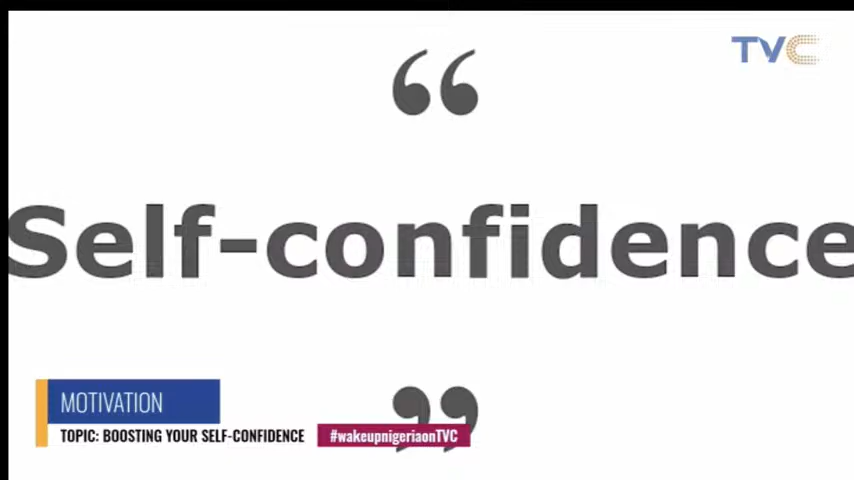 TVC
“
Self-confidence
”
MOTIVATION
TOPIC: BOOSTING YOUR SELF-CONFIDENCE
#wakeupnigeriaonTVC